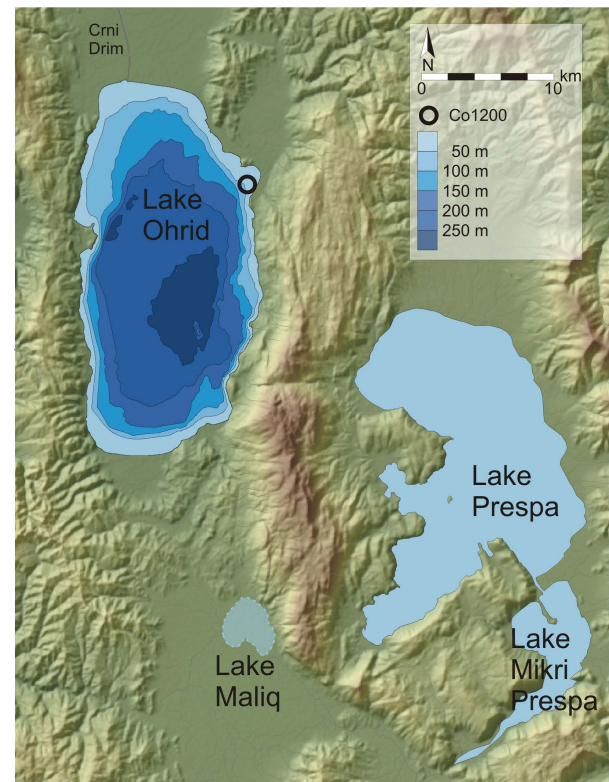 Crni
Drim
N
0 10 km
Co1200
50 m
100 m
150 m
200 m
250 m
Lake
Ohrid
Lake
Prespa
Lake
Mikri
Prespa
Lake
Maliq